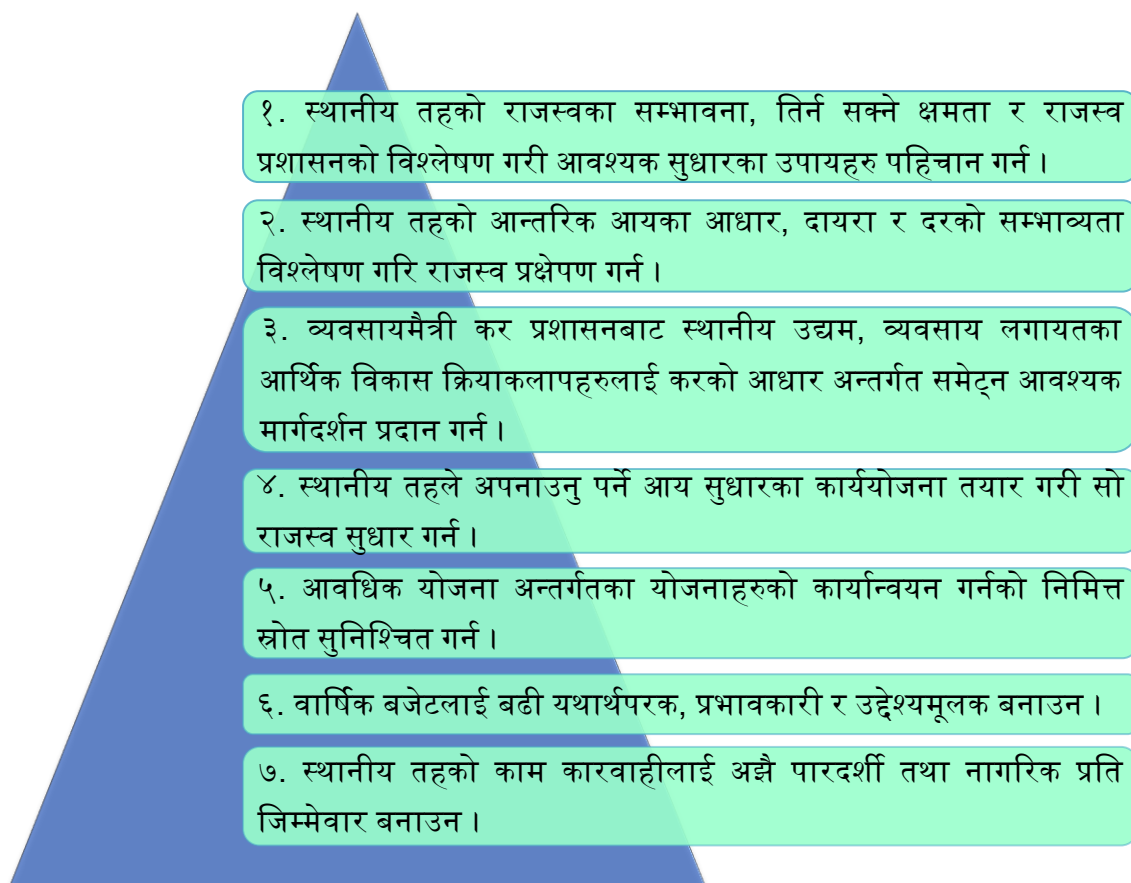 १. स्थानीय तहको राजस्वका सम्भावना, तिर्न सक्ने क्षमता र राजस्व
प्रशासनको विश्लेषण गरी आवश्यक सुधारका उपायहरु पहिचान गर्न ।
२. स्थानीय तहको आन्तरिक आयका आधार, दायरा र दरको सम्भाव्यता
विश्लेषण गरि राजस्व प्रक्षेपण गर्न ।
३. व्यवसायमैत्री कर प्रशासनबाट स्थानीय उद्यम, व्यवसाय लगायतका
आर्थिक विकास क्रियाकलापहरुलाई करको आधार अन्तर्गत समेट्न आवश्यक
मार्गदर्शन प्रदान गर्न ।
४. स्थानीय तहले अपनाउनु पर्ने आय सुधारका कार्ययोजना तयार गरी सो
राजस्व सुधार गर्न ।
५. आवधिक योजना अन्तर्गतका योजनाहरुको कार्यान्वयन गर्नको निमित्त
स्रोत सुनिश्चित गर्न ।
६. वार्षिक बजेटलाई बढी यथार्थपरक, प्रभावकारी र उद्देश्यमूलक बनाउन ।
७. स्थानीय तहको काम कारवाहीलाई अझै पारदर्शी तथा नागरिक प्रति
जिम्मेवार बनाउन ।